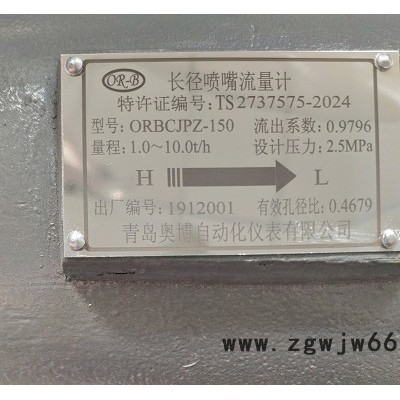 OR-B 长径喷嘴流量计
特许证编号:TS2737575-2024
型号: ORBCJPZ-150 流出系数: 0.9796
量程: 1.0~10.0t/h 设计压力: 2.5MPa
H L
出厂编号: 1912001 有效孔径比: 0.4679
青岛奥博自动化仪表有限公司
www.zgwjw66